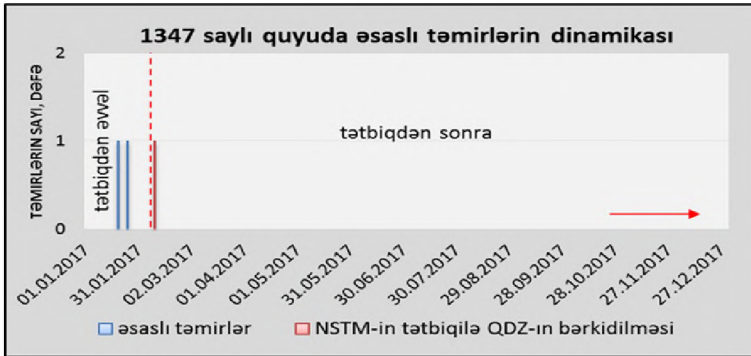 1347 saylı quyuda əsaslı təmirlərin dinamikası
TƏMİRLƏRİN SAYI, DƏFƏ
2
1
0
tətbiqdən əvvəl
tətbiqdən sonra
01.01.2017
31.01.2017
02.03.2017
01.04.2017
01.05.2017
31.05.2017
30.06.2017
30.07.2017
29.08.2017
28.09.2017
28.10.2017
27.11.2017
27.12.2017
əsaslı təmirlər
NSTM-in tətbiqilə QDZ-ın bərkidilməsi